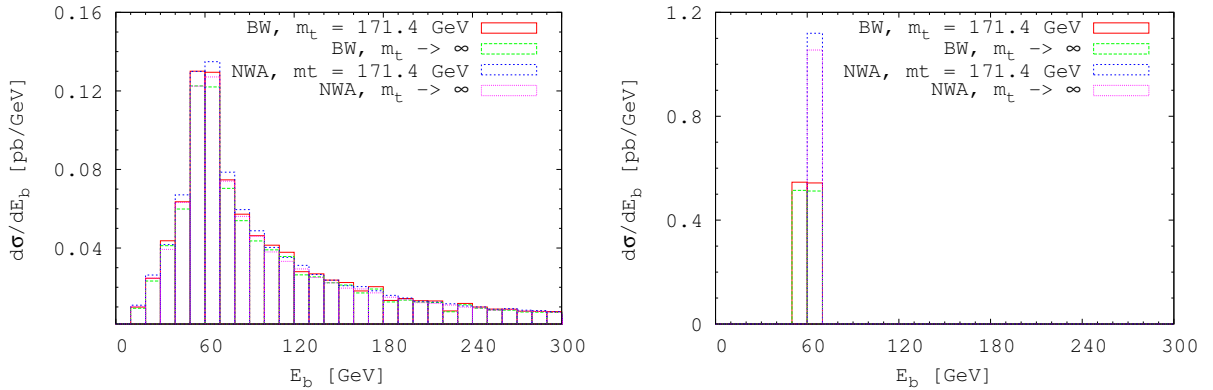 0.16
0.12
0.08
0.04
dσ/dE_b [pb/GeV]
BW, m_t = 171.4 GeV
BW, m_t -> ∞
NWA, mt = 171.4 GeV
NWA, m_t -> ∞
0 60 120 180 240 300
E_b [GeV]
1.2
0.8
0.4
0
dσ/dE_b [pb/GeV]
BW, m_t = 171.4 GeV
BW, m_t -> ∞
NWA, mt = 171.4 GeV
NWA, m_t -> ∞
0 60 120 180 240 300
E_b [GeV]